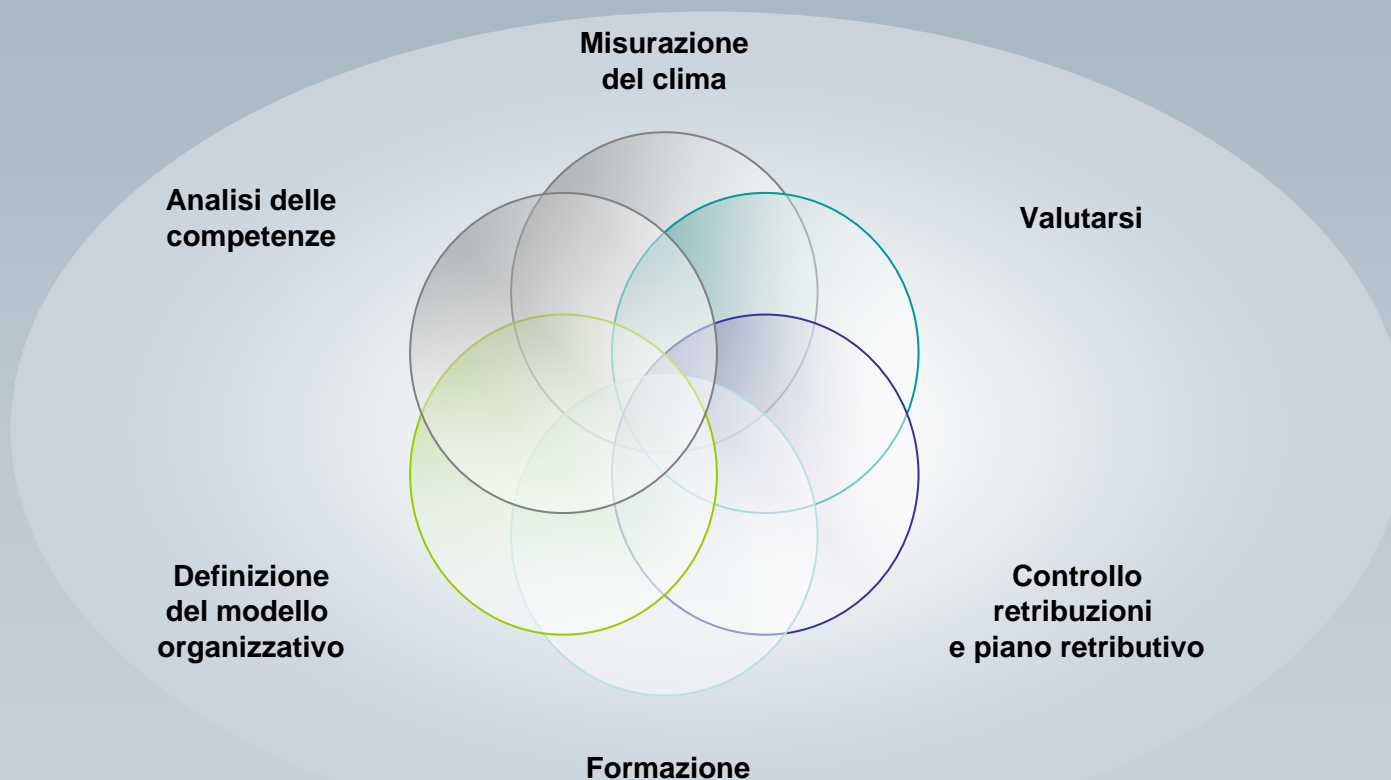 Misurazione
del clima
Analisi delle
competenze
Valutarsi
Definizione
del modello
organizzativo
Controllo
retribuzioni
e piano retributivo
Formazione